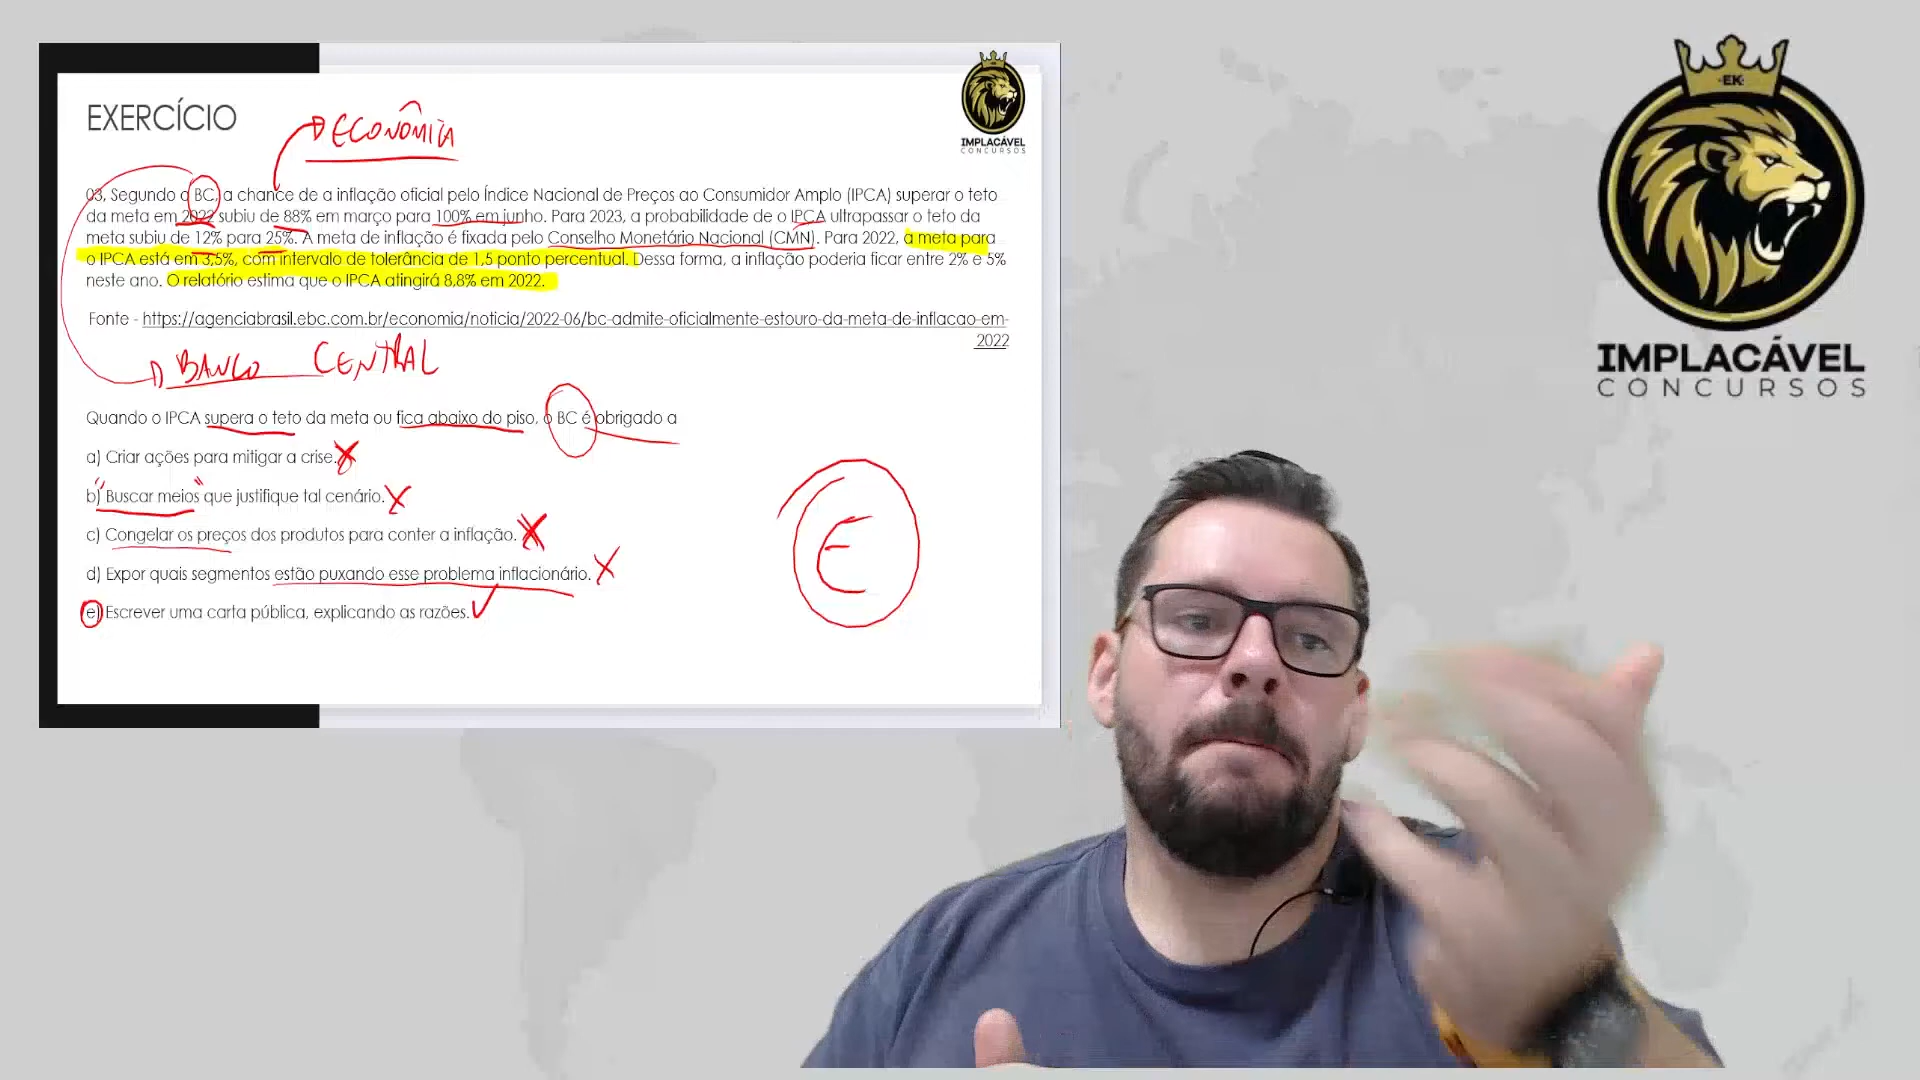 EXERCÍCIO
ECONÔMIA
IMPLACÁVEL
CONCURSOS
03, Segundo o BC, a chance de a inflação oficial pelo Índice Nacional de Preços ao Consumidor Amplo (IPCA) superar o teto
da meta em 2022 subiu de 88% em março para 100% em junho. Para 2023, a probabilidade de o IPCA ultrapassar o teto da
meta subiu de 12% para 25%. A meta de inflação é fixada pelo Conselho Monetário Nacional (CMN). Para 2022, a meta para
o IPCA está em 3,5%, com intervalo de tolerância de 1,5 ponto percentual. Dessa forma, a inflação poderia ficar entre 2% e 5%
neste ano. O relatório estima que o IPCA atingirá 8,8% em 2022.
Fonte - https://agenciabrasil.ebc.com.br/economia/noticia/2022-06/bc-admite-oficialmente-estouro-da-meta-de-inflacao-em-
2022
BANCO CENTRAL
Quando o IPCA supera o teto da meta ou fica abaixo do piso, o BC é obrigado a
a) Criar ações para mitigar a crise.
b) "Buscar meios" que justifique tal cenário.
c) Congelar os preços dos produtos para conter a inflação.
d) Expor quais segmentos estão puxando esse problema inflacionário.
e) Escrever uma carta pública, explicando as razões.
E
EK
IMPLACÁVEL
CONCURSOS